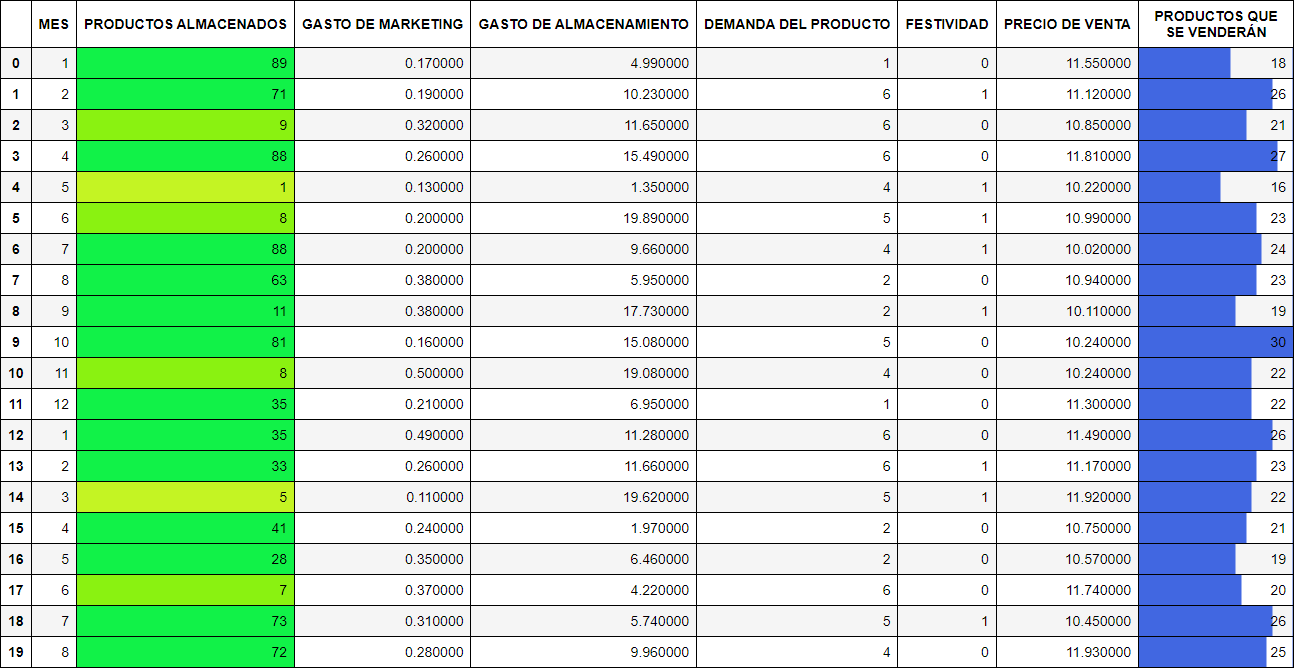 MES PRODUCTOS ALMACENADOS GASTO DE MARKETING GASTO DE ALMACENAMIENTO DEMANDA DEL PRODUCTO FESTIVIDAD PRECIO DE VENTA PRODUCTOS QUE
SE VENDERÁN
0 1 89 0.170000 4.990000 1 0 11.550000 18
1 2 71 0.190000 10.230000 6 1 11.120000 26
2 3 9 0.320000 11.650000 6 0 10.850000 21
3 4 88 0.260000 15.490000 6 0 11.810000 27
4 5 1 0.130000 1.350000 4 1 10.220000 16
5 6 8 0.200000 19.890000 5 1 10.990000 23
6 7 88 0.200000 9.660000 4 1 10.020000 24
7 8 63 0.380000 5.950000 2 0 10.940000 23
8 9 11 0.380000 17.730000 2 1 10.110000 19
9 10 81 0.160000 15.080000 5 0 10.240000 30
10 11 8 0.500000 19.080000 4 0 10.240000 22
11 12 35 0.210000 6.950000 1 0 11.300000 22
12 1 35 0.490000 11.280000 6 0 11.490000 26
13 2 33 0.260000 11.660000 6 1 11.170000 23
14 3 5 0.110000 19.620000 5 1 11.920000 22
15 4 41 0.240000 1.970000 2 0 10.750000 21
16 5 28 0.350000 6.460000 2 0 10.570000 19
17 6 7 0.370000 4.220000 6 0 11.740000 20
18 7 73 0.310000 5.740000 5 1 10.450000 26
19 8 72 0.280000 9.960000 4 0 11.930000 25